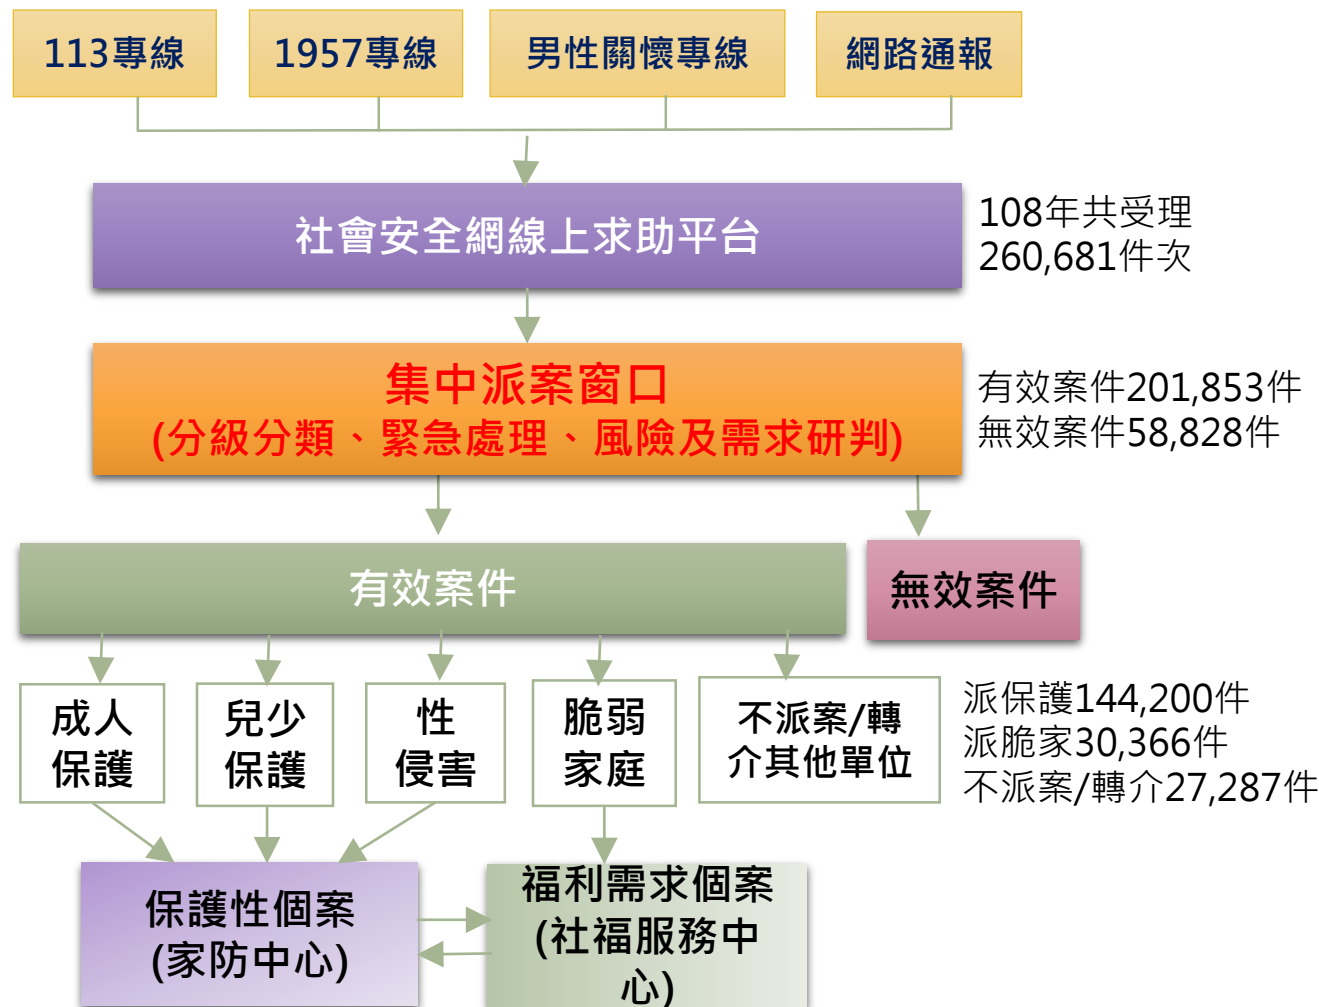 113專線
1957專線
男性關懷專線
網路通報
社會安全網線上求助平台
108年共受理
260,681件次
集中派案窗口
(分級分類、緊急處理、風險及需求研判)
有效案件201,853件
無效案件58,828件
有效案件
無效案件
成人
保護
兒少
保護
性
侵害
脆弱
家庭
不派案/轉
介其他單位
派保護144,200件
派脆家30,366件
不派案/轉介27,287件
保護性個案
(家防中心)
福利需求個案
(社福服務中
心)